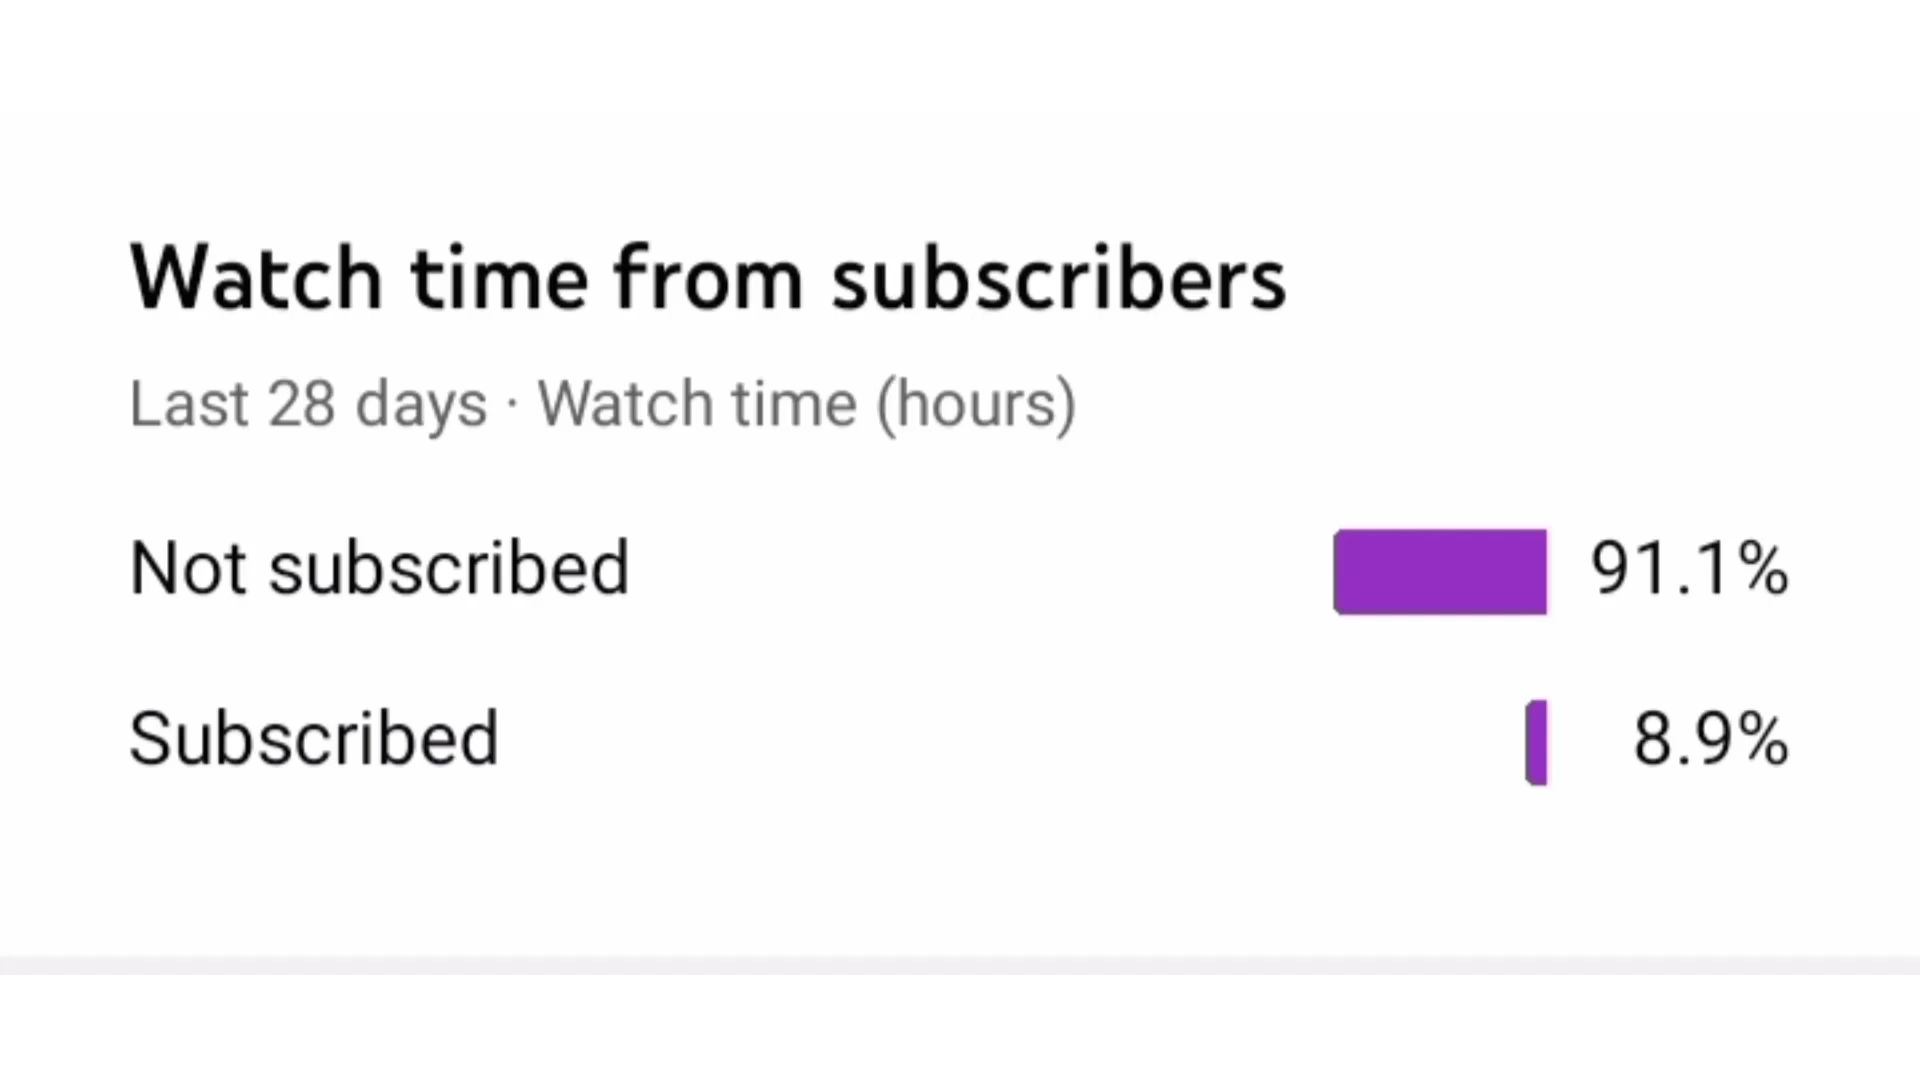 Watch time from subscribers
Last 28 days · Watch time (hours)
Not subscribed 91.1%
Subscribed 8.9%